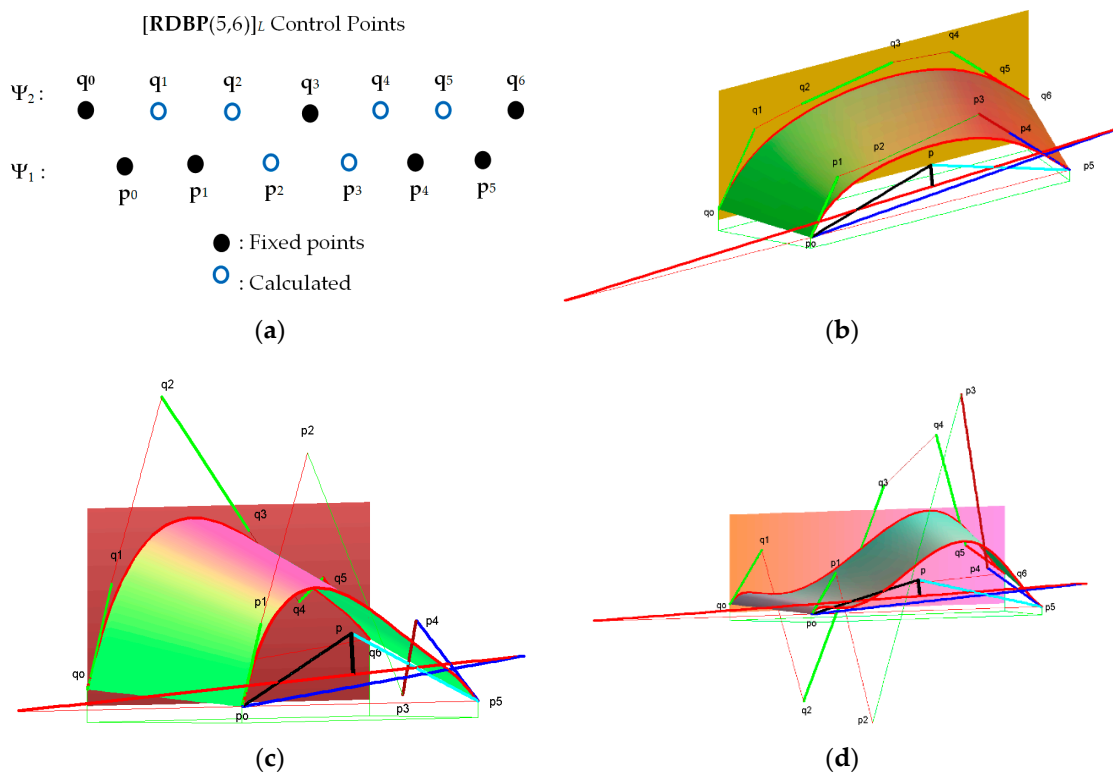 [RDBP(5,6)]L Control Points
q0 q1 q2 q3 q4 q5 q6
Ψ2 :
Ψ1 :
p0 p1 p2 p3 p4 p5
: Fixed points
: Calculated
(a)
q4
q3
q5
q2
q1
q6
p3
p4
p2
p
p1
p5
qo
po
(b)
q2
p2
q3
q1
q5
p1
q4
p4
p
q6
qo
p3
p5
po
(c)
p3
q4
q3
q1
q5
p1
p
p4
q6
qo
p5
po
q2
p2
(d)